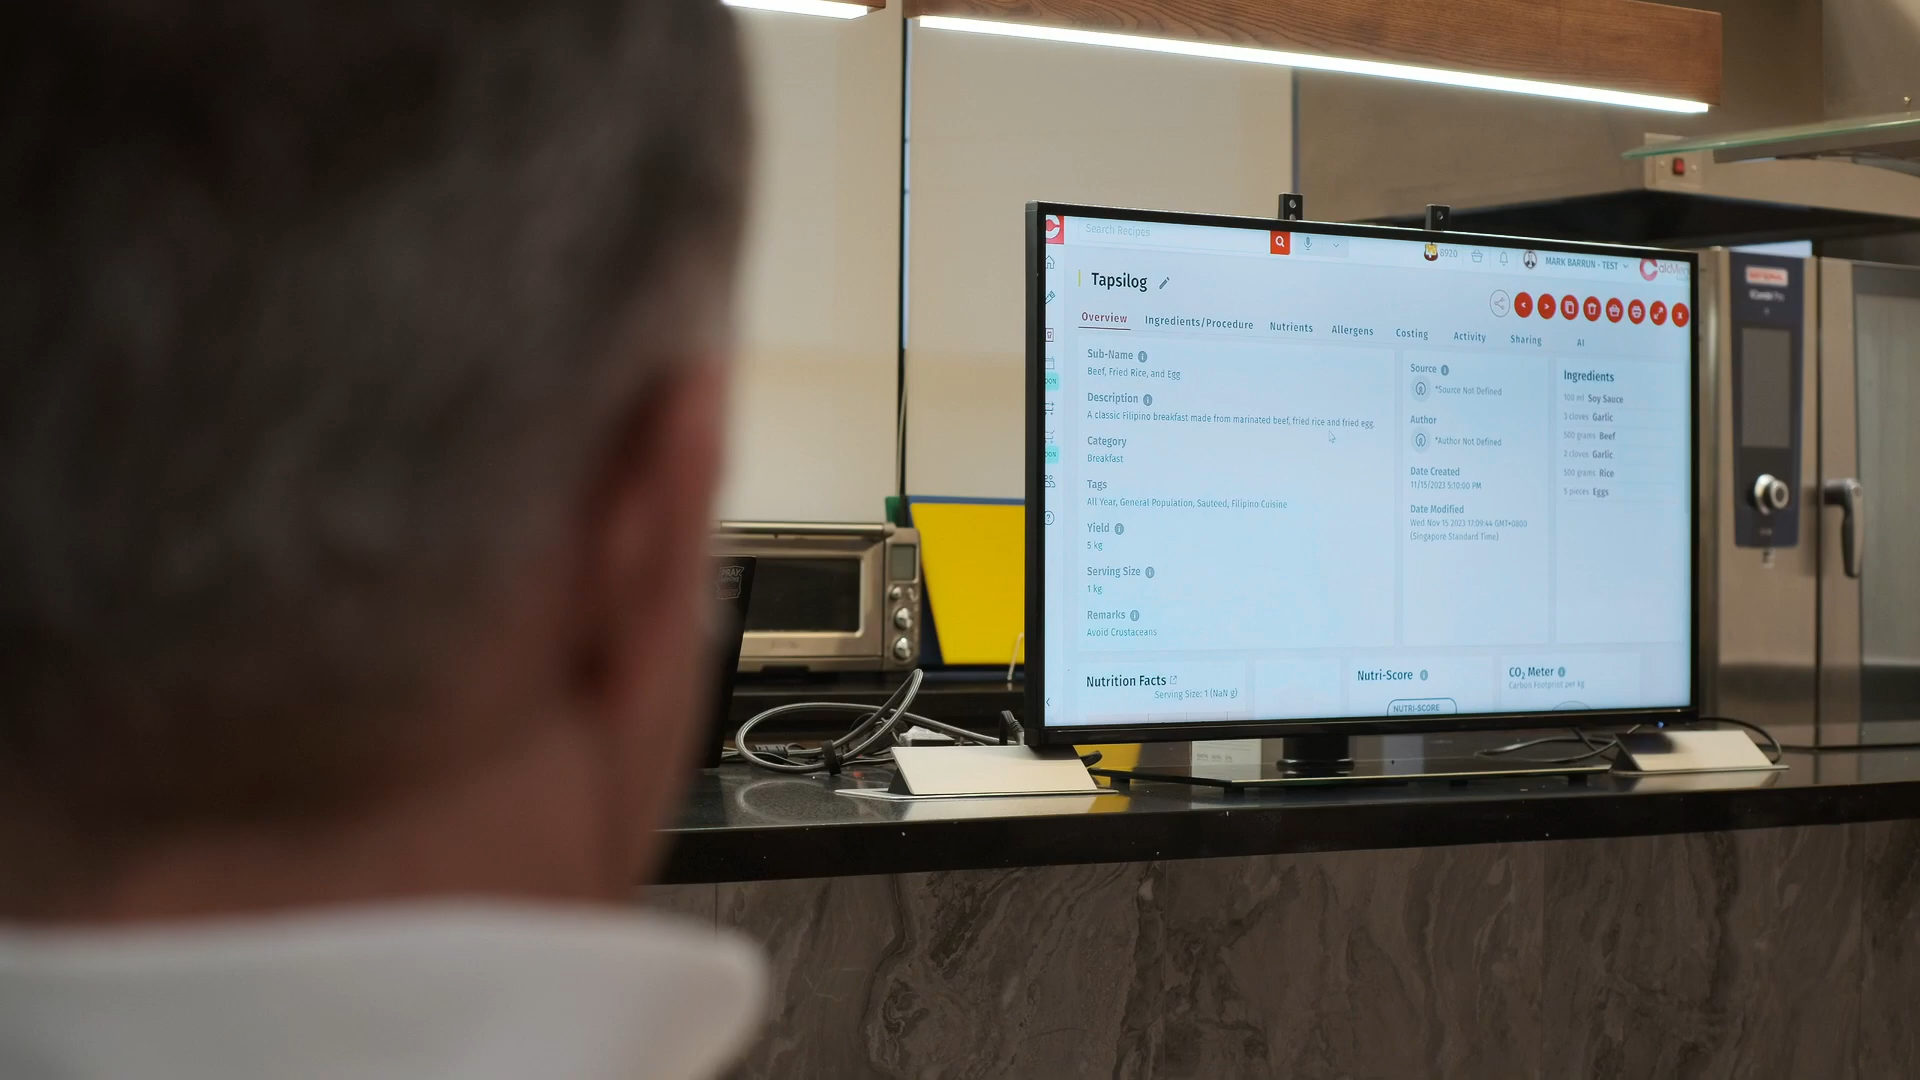 Search Recipes
6920
MARK BARRUN - TEST
Tapsilog
Overview
Ingredients/Procedure
Nutrients
Allergens
Costing
Activity
Sharing
AI
Sub-Name
Beef, Fried Rice, and Egg
Description
A classic Filipino breakfast made from marinated beef, fried rice and fried egg.
Category
Breakfast
Tags
All Year, General Population, Sauteed, Filipino Cuisine
Yield
5 kg
Serving Size
1 kg
Remarks
Avoid Crustaceans
Source
*Source Not Defined
Author
*Author Not Defined
Date Created
11/15/2023 5:10:00 PM
Date Modified
Wed Nov 15 2023 17:09:44 GMT+0800
(Singapore Standard Time)
Ingredients
100 ml Soy Sauce
3 cloves Garlic
500 grams Beef
2 cloves Garlic
500 grams Rice
5 pieces Eggs
Nutrition Facts
Serving Size: 1 (NaN g)
Nutri-Score
NUTRI-SCORE
CO2 Meter
Carbon Footprint per kg
RATIONAL